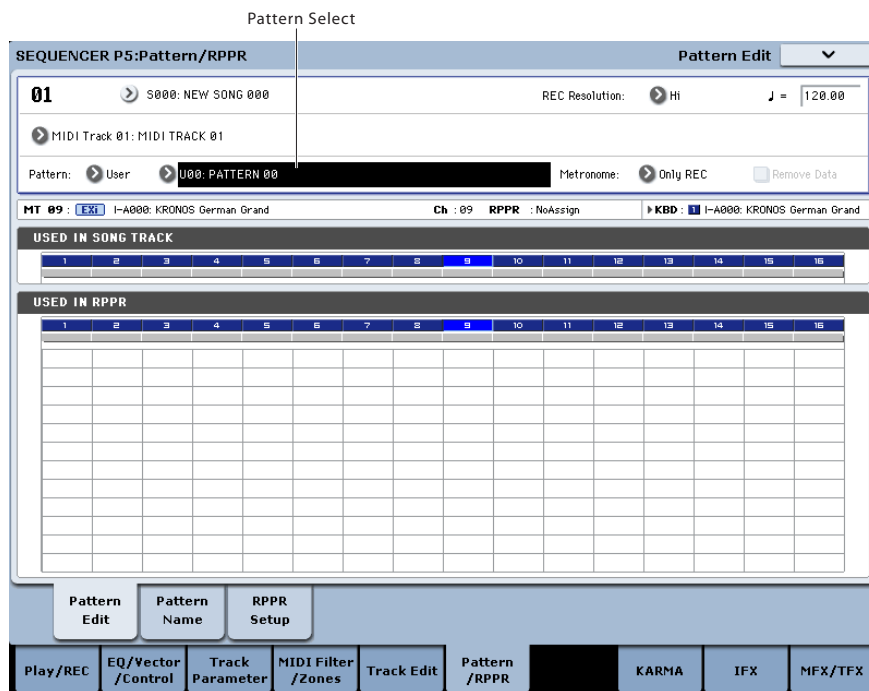 Pattern Select
SEQUENCER P5:Pattern/RPPR Pattern Edit
01 S000: NEW SONG 000 REC Resolution: Hi ♩ = 120.00
MIDI Track 01: MIDI TRACK 01
Pattern: User U00: PATTERN 00 Metronome: Only REC Remove Data
MT 09 : EXi I-A000: KRONOS German Grand Ch : 09 RPPR : NoAssign KBD : 1 I-A000: KRONOS German Grand
USED IN SONG TRACK
1 2 3 4 5 6 7 8 9 10 11 12 13 14 15 16
USED IN RPPR
1 2 3 4 5 6 7 8 9 10 11 12 13 14 15 16
Pattern Edit
Pattern Name
RPPR Setup
Play/REC
EQ/Vector /Control
Track Parameter
MIDI Filter /Zones
Track Edit
Pattern /RPPR
KARMA
IFX
MFX/TFX